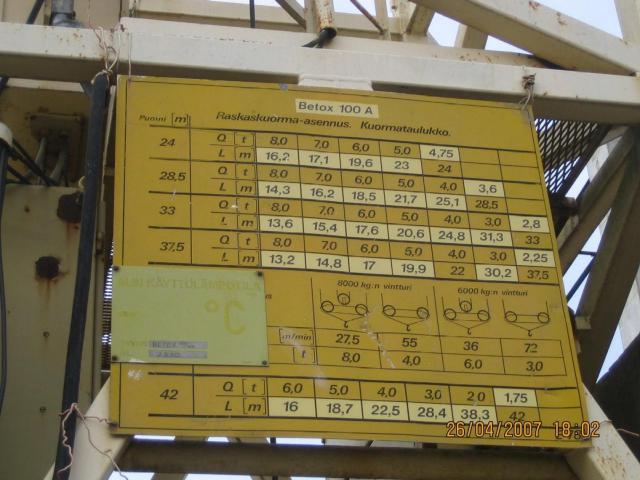 Betox 100 A
Puomi [m] Raskaskuorma-asennus. Kuormataulukko.
24 Q [t] 8,0 7,0 6,0 5,0 4,75
L [m] 16,2 17,1 19,6 23 24
28,5 Q [t] 8,0 7,0 6,0 5,0 4,0 3,6
L [m] 14,3 16,2 18,5 21,7 25,1 28,5
33 Q [t] 8,0 7,0 6,0 5,0 4,0 3,0 2,8
L [m] 13,6 15,4 17,6 20,6 24,8 31,3 33
37,5 Q [t] 8,0 7,0 6,0 5,0 4,0 3,0 2,25
L [m] 13,2 14,8 17 19,9 22 30,2 37,5
8000 kg:n vintturi 6000 kg:n vintturi
ALIN KÄYTTÖLÄMPÖTILA
°C
BETOX
m/min 27,5 55 36 72
t 8,0 4,0 6,0 3,0
42 Q [t] 6,0 5,0 4,0 3,0 2,0 1,75
L [m] 16 18,7 22,5 28,4 38,3 42
26/04/2007 18:02